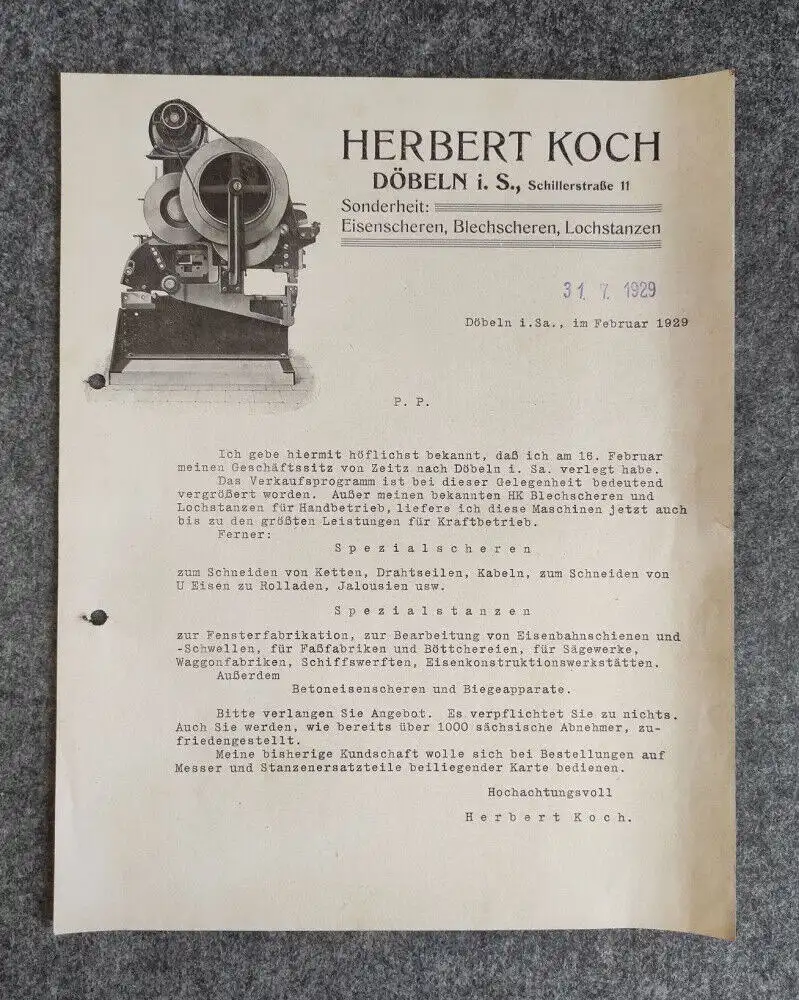 HERBERT KOCH
DÖBELN i. S., Schillerstraße 11
Sonderheit:
Eisenscheren, Blechscheren, Lochstanzen
31. 7. 1929
Döbeln i.Sa., im Februar 1929
P. P.
Ich gebe hiermit höflichst bekannt, daß ich am 16. Februar
meinen Geschäftssitz von Zeitz nach Döbeln i. Sa. verlegt habe.
Das Verkaufsprogramm ist bei dieser Gelegenheit bedeutend
vergrößert worden. Außer meinen bekannten HK Blechscheren und
Lochstanzen für Handbetrieb, liefere ich diese Maschinen jetzt auch
bis zu den größten Leistungen für Kraftbetrieb.
Ferner:
S p e z i a l s c h e r e n
zum Schneiden von Ketten, Drahtseilen, Kabeln, zum Schneiden von
U Eisen zu Rolladen, Jalousien usw.
S p e z i a l s t a n z e n
zur Fensterfabrikation, zur Bearbeitung von Eisenbahnschienen und
-Schwellen, für Faßfabriken und Böttchereien, für Sägewerke,
Waggonfabriken, Schiffswerften, Eisenkonstruktionswerkstätten.
Außerdem
Betoneisenscheren und Biegeapparate.
Bitte verlangen Sie Angebot. Es verpflichtet Sie zu nichts.
Auch Sie werden, wie bereits über 1000 sächsische Abnehmer, zu-
friedengestellt.
Meine bisherige Kundschaft wolle sich bei Bestellungen auf
Messer und Stanzenersatzteile beiliegender Karte bedienen.
Hochachtungsvoll
H e r b e r t K o c h.